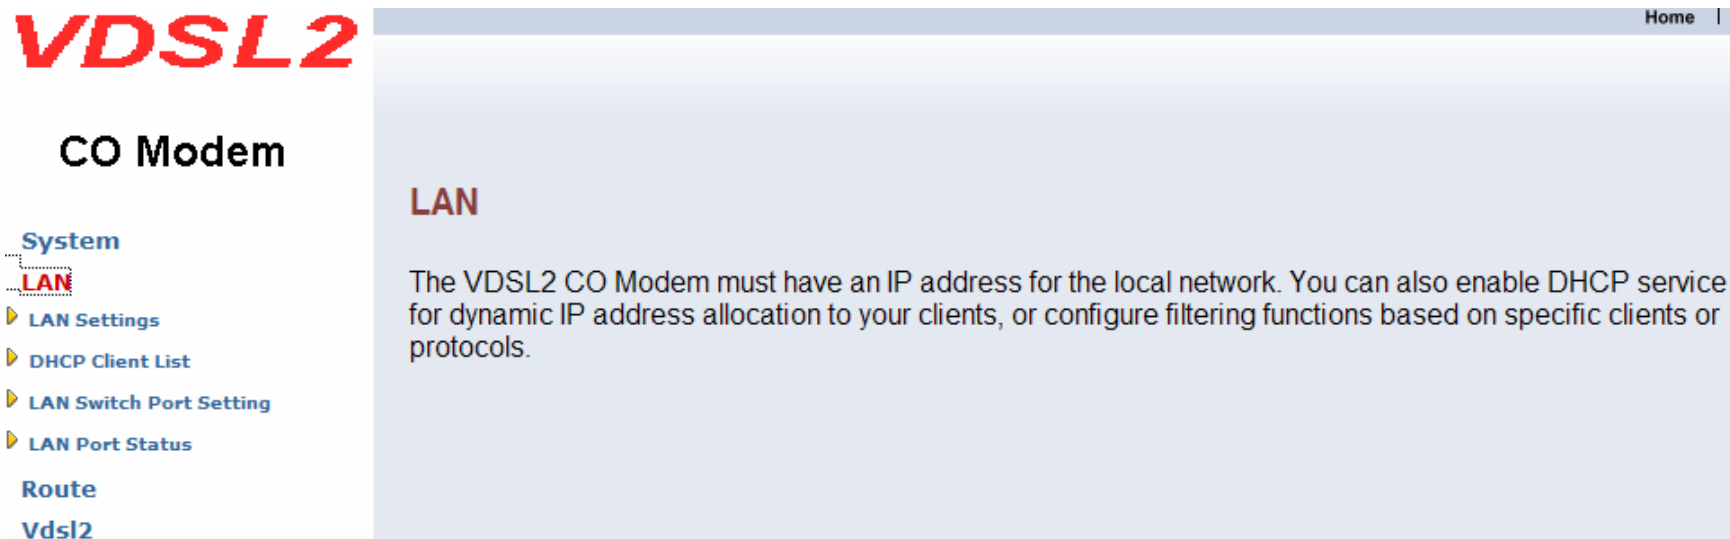 VDSL2
Home |
CO Modem
LAN
System
LAN
The VDSL2 CO Modem must have an IP address for the local network. You can also enable DHCP service
for dynamic IP address allocation to your clients, or configure filtering functions based on specific clients or
protocols.
LAN Settings
DHCP Client List
LAN Switch Port Setting
LAN Port Status
Route
Vdsl2